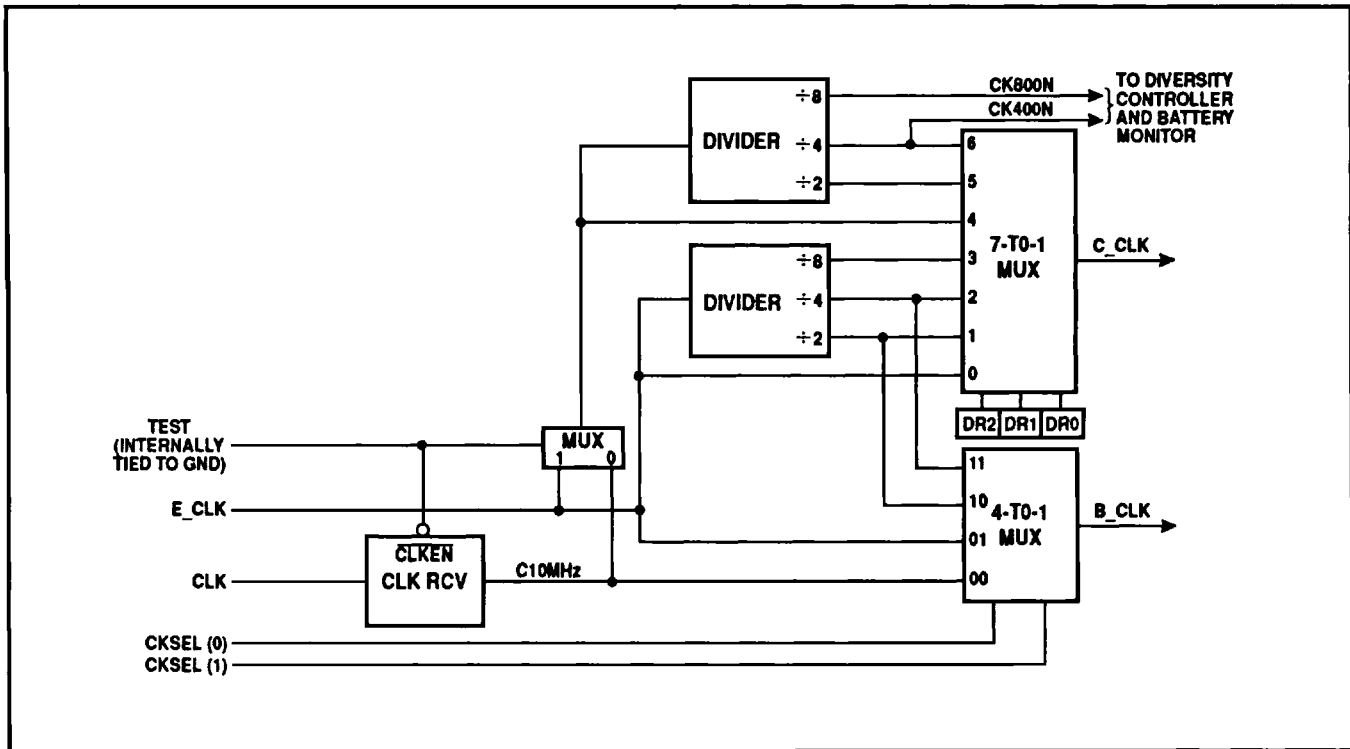 CK800N
TO DIVERSITY
CONTROLLER
AND BATTERY
MONITOR
CK400N
DIVIDER
÷8
÷4
÷2
6
5
4
3
2
1
0
7-TO-1
MUX
C_CLK
DR2 DR1 DR0
DIVIDER
÷8
÷4
÷2
TEST
(INTERNALLY
TIED TO GND)
MUX
1 0
E_CLK
CLKEN
CLK RCV
CLK
C10MHz
11
10
01
00
4-TO-1
MUX
B_CLK
CKSEL (0)
CKSEL (1)